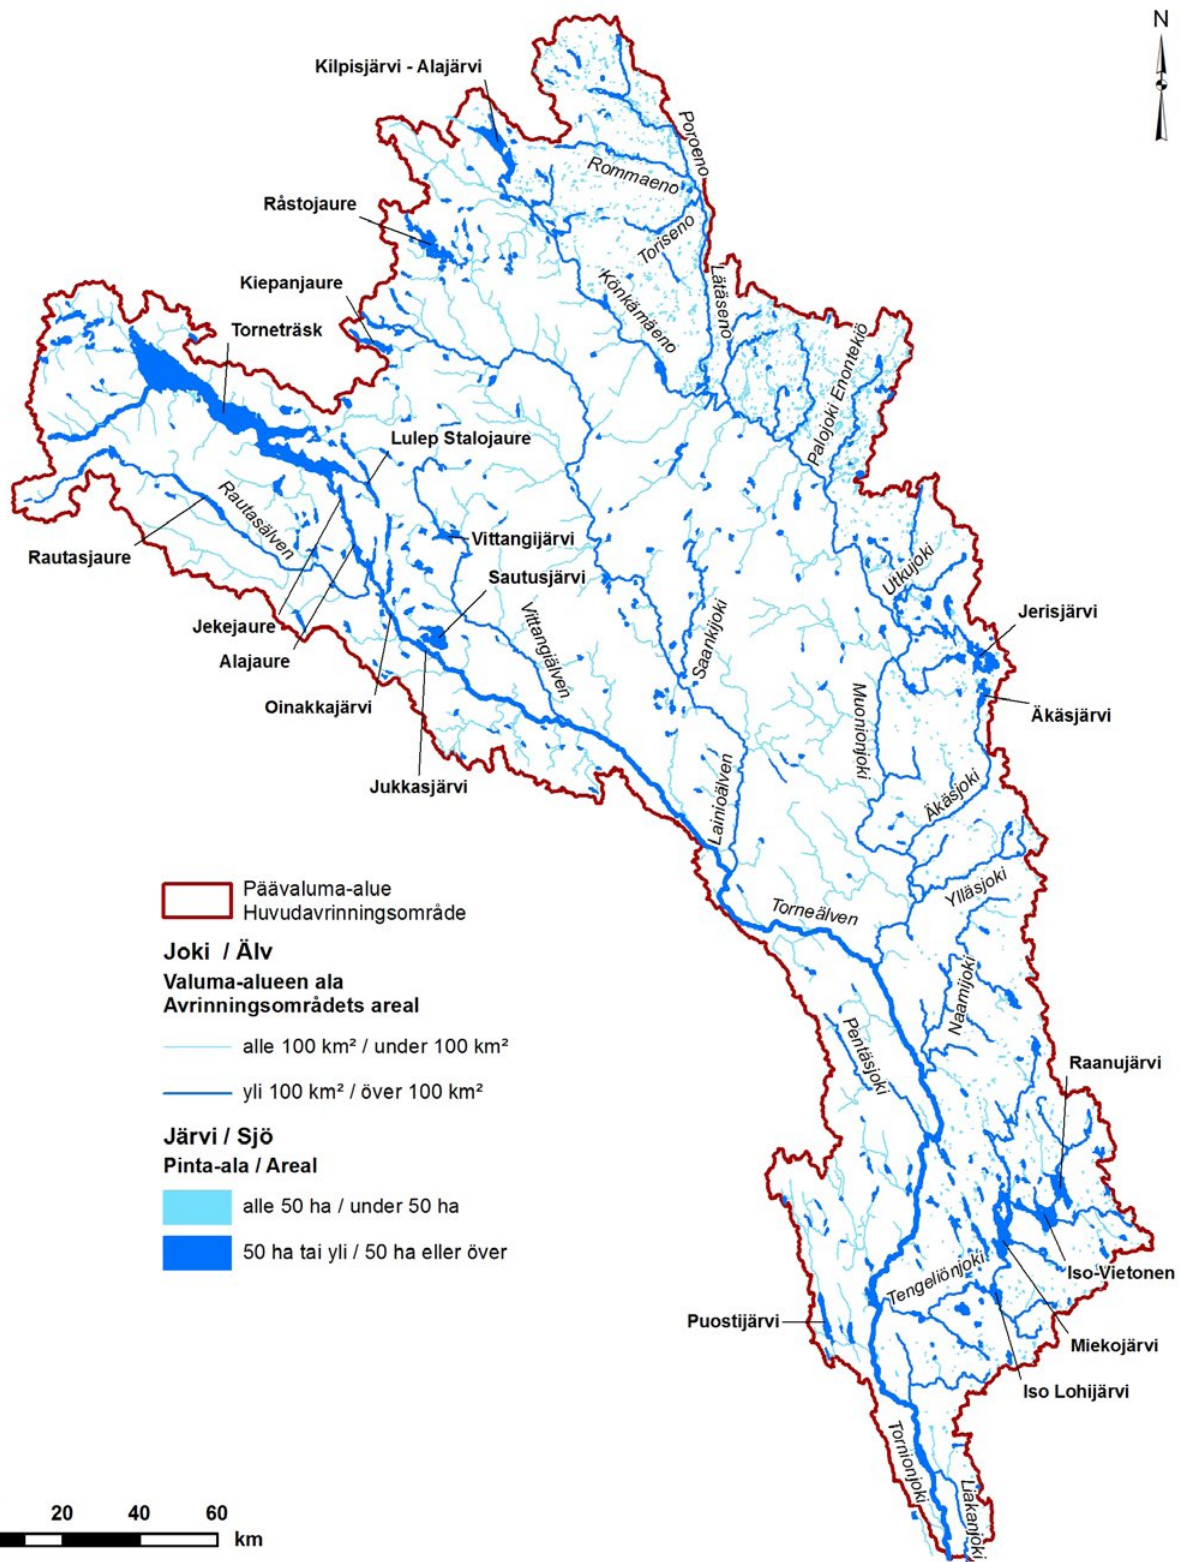 N
Kilpisjärvi - Alajärvi
Poroeno
Rommaeno
Råstojaure
Toriseno
Lätäseno
Kiepanjaure
Könkämäeno
Torneträsk
Palojoki Enontekiö
Lulep Stalojaure
Rautasälven
Vittangijärvi
Rautasjaure
Sautusjärvi
Utkujoki
Jerisjärvi
Saankijoki
Jekejaure
Vittangiälven
Alajaure
Muonionjoki
Oinakkajärvi
Äkäsjärvi
Jukkasjärvi
Lainioälven
Äkäsjoki
Päävaluma-alue
Huvudavrinningsområde
Ylläsjoki
Torneälven
Joki / Älv
Valuma-alueen ala
Avrinningsområdets areal
Naamijoki
alle 100 km² / under 100 km²
Pentäsjoki
Raanujärvi
yli 100 km² / över 100 km²
Järvi / Sjö
Pinta-ala / Areal
alle 50 ha / under 50 ha
50 ha tai yli / 50 ha eller över
Iso-Vietonen
Tengeliönjoki
Puostijärvi
Miekojärvi
Iso Lohijärvi
Tornionjoki
Liakanjoki
20 40 60
km